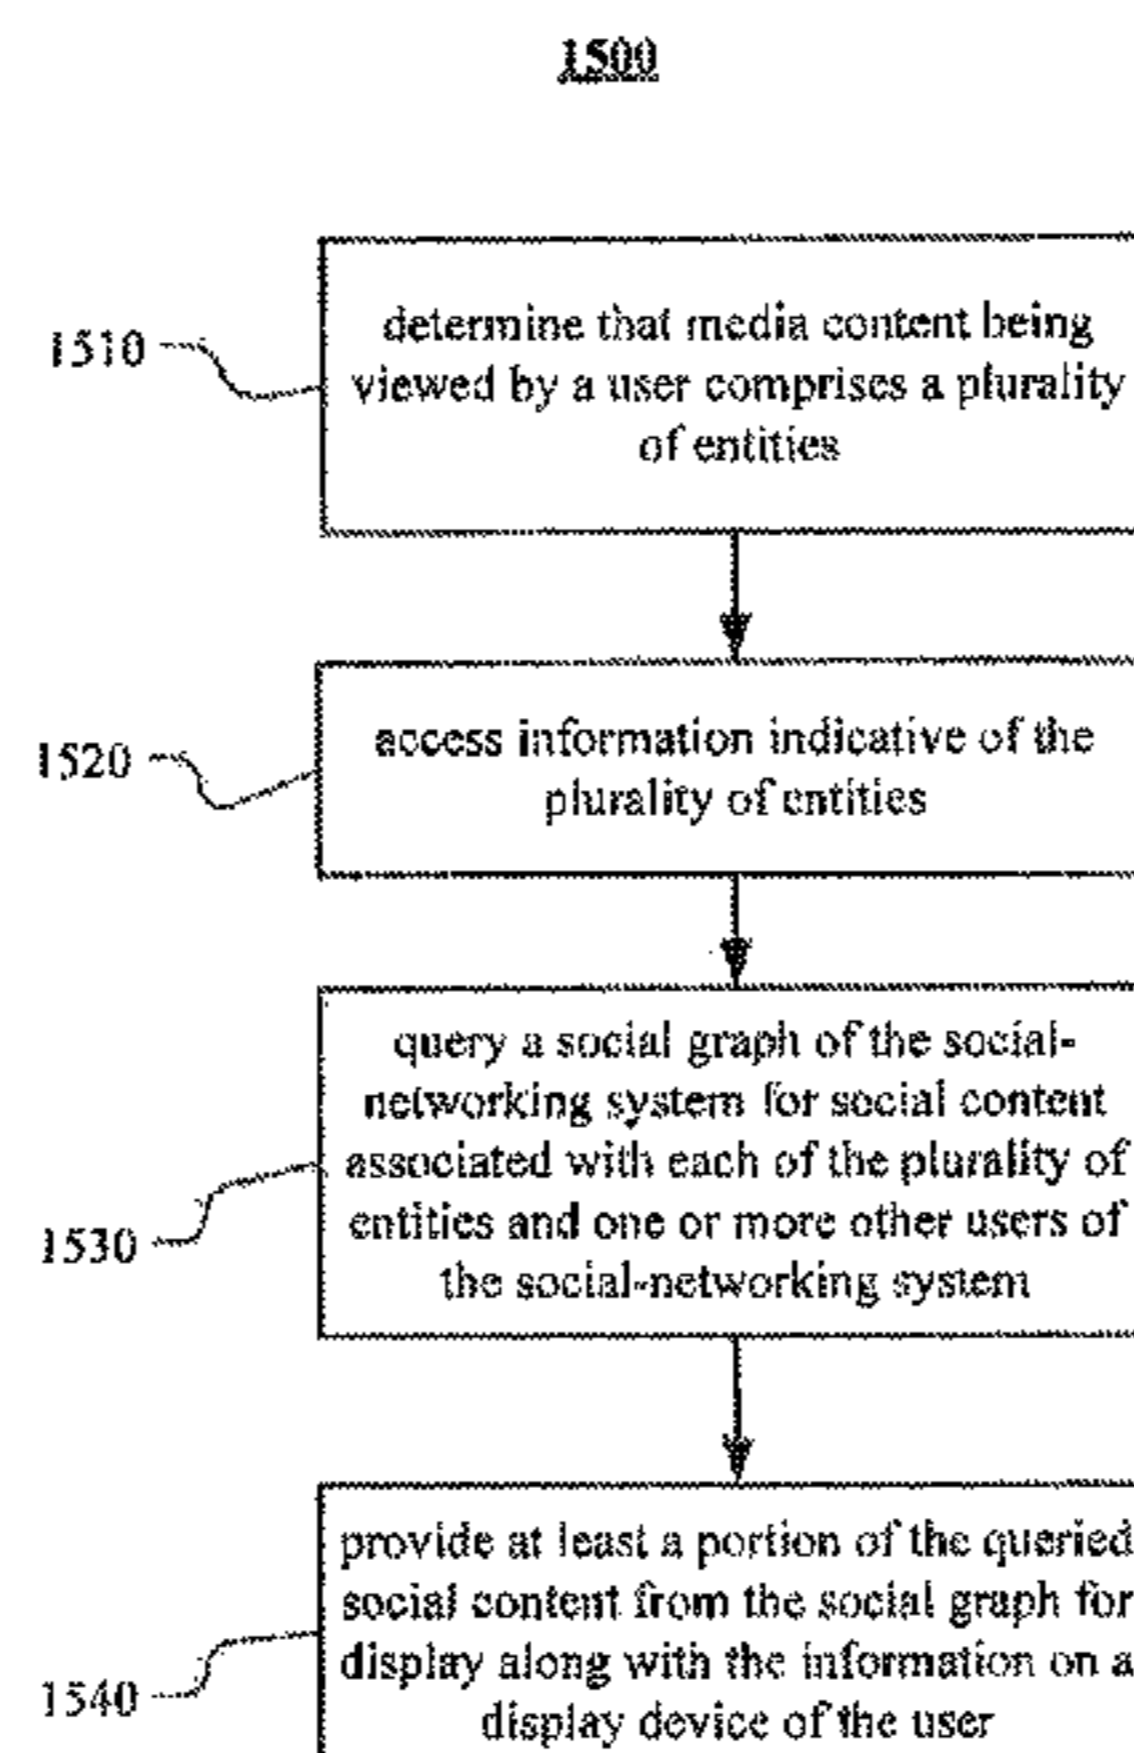 1500
1510
determine that media content being
viewed by a user comprises a plurality
of entities
1520
access information indicative of the
plurality of entities
1530
query a social graph of the social-
networking system for social content
associated with each of the plurality of
entities and one or more other users of
the social-networking system
1540
provide at least a portion of the queried
social content from the social graph for
display along with the information on a
display device of the user